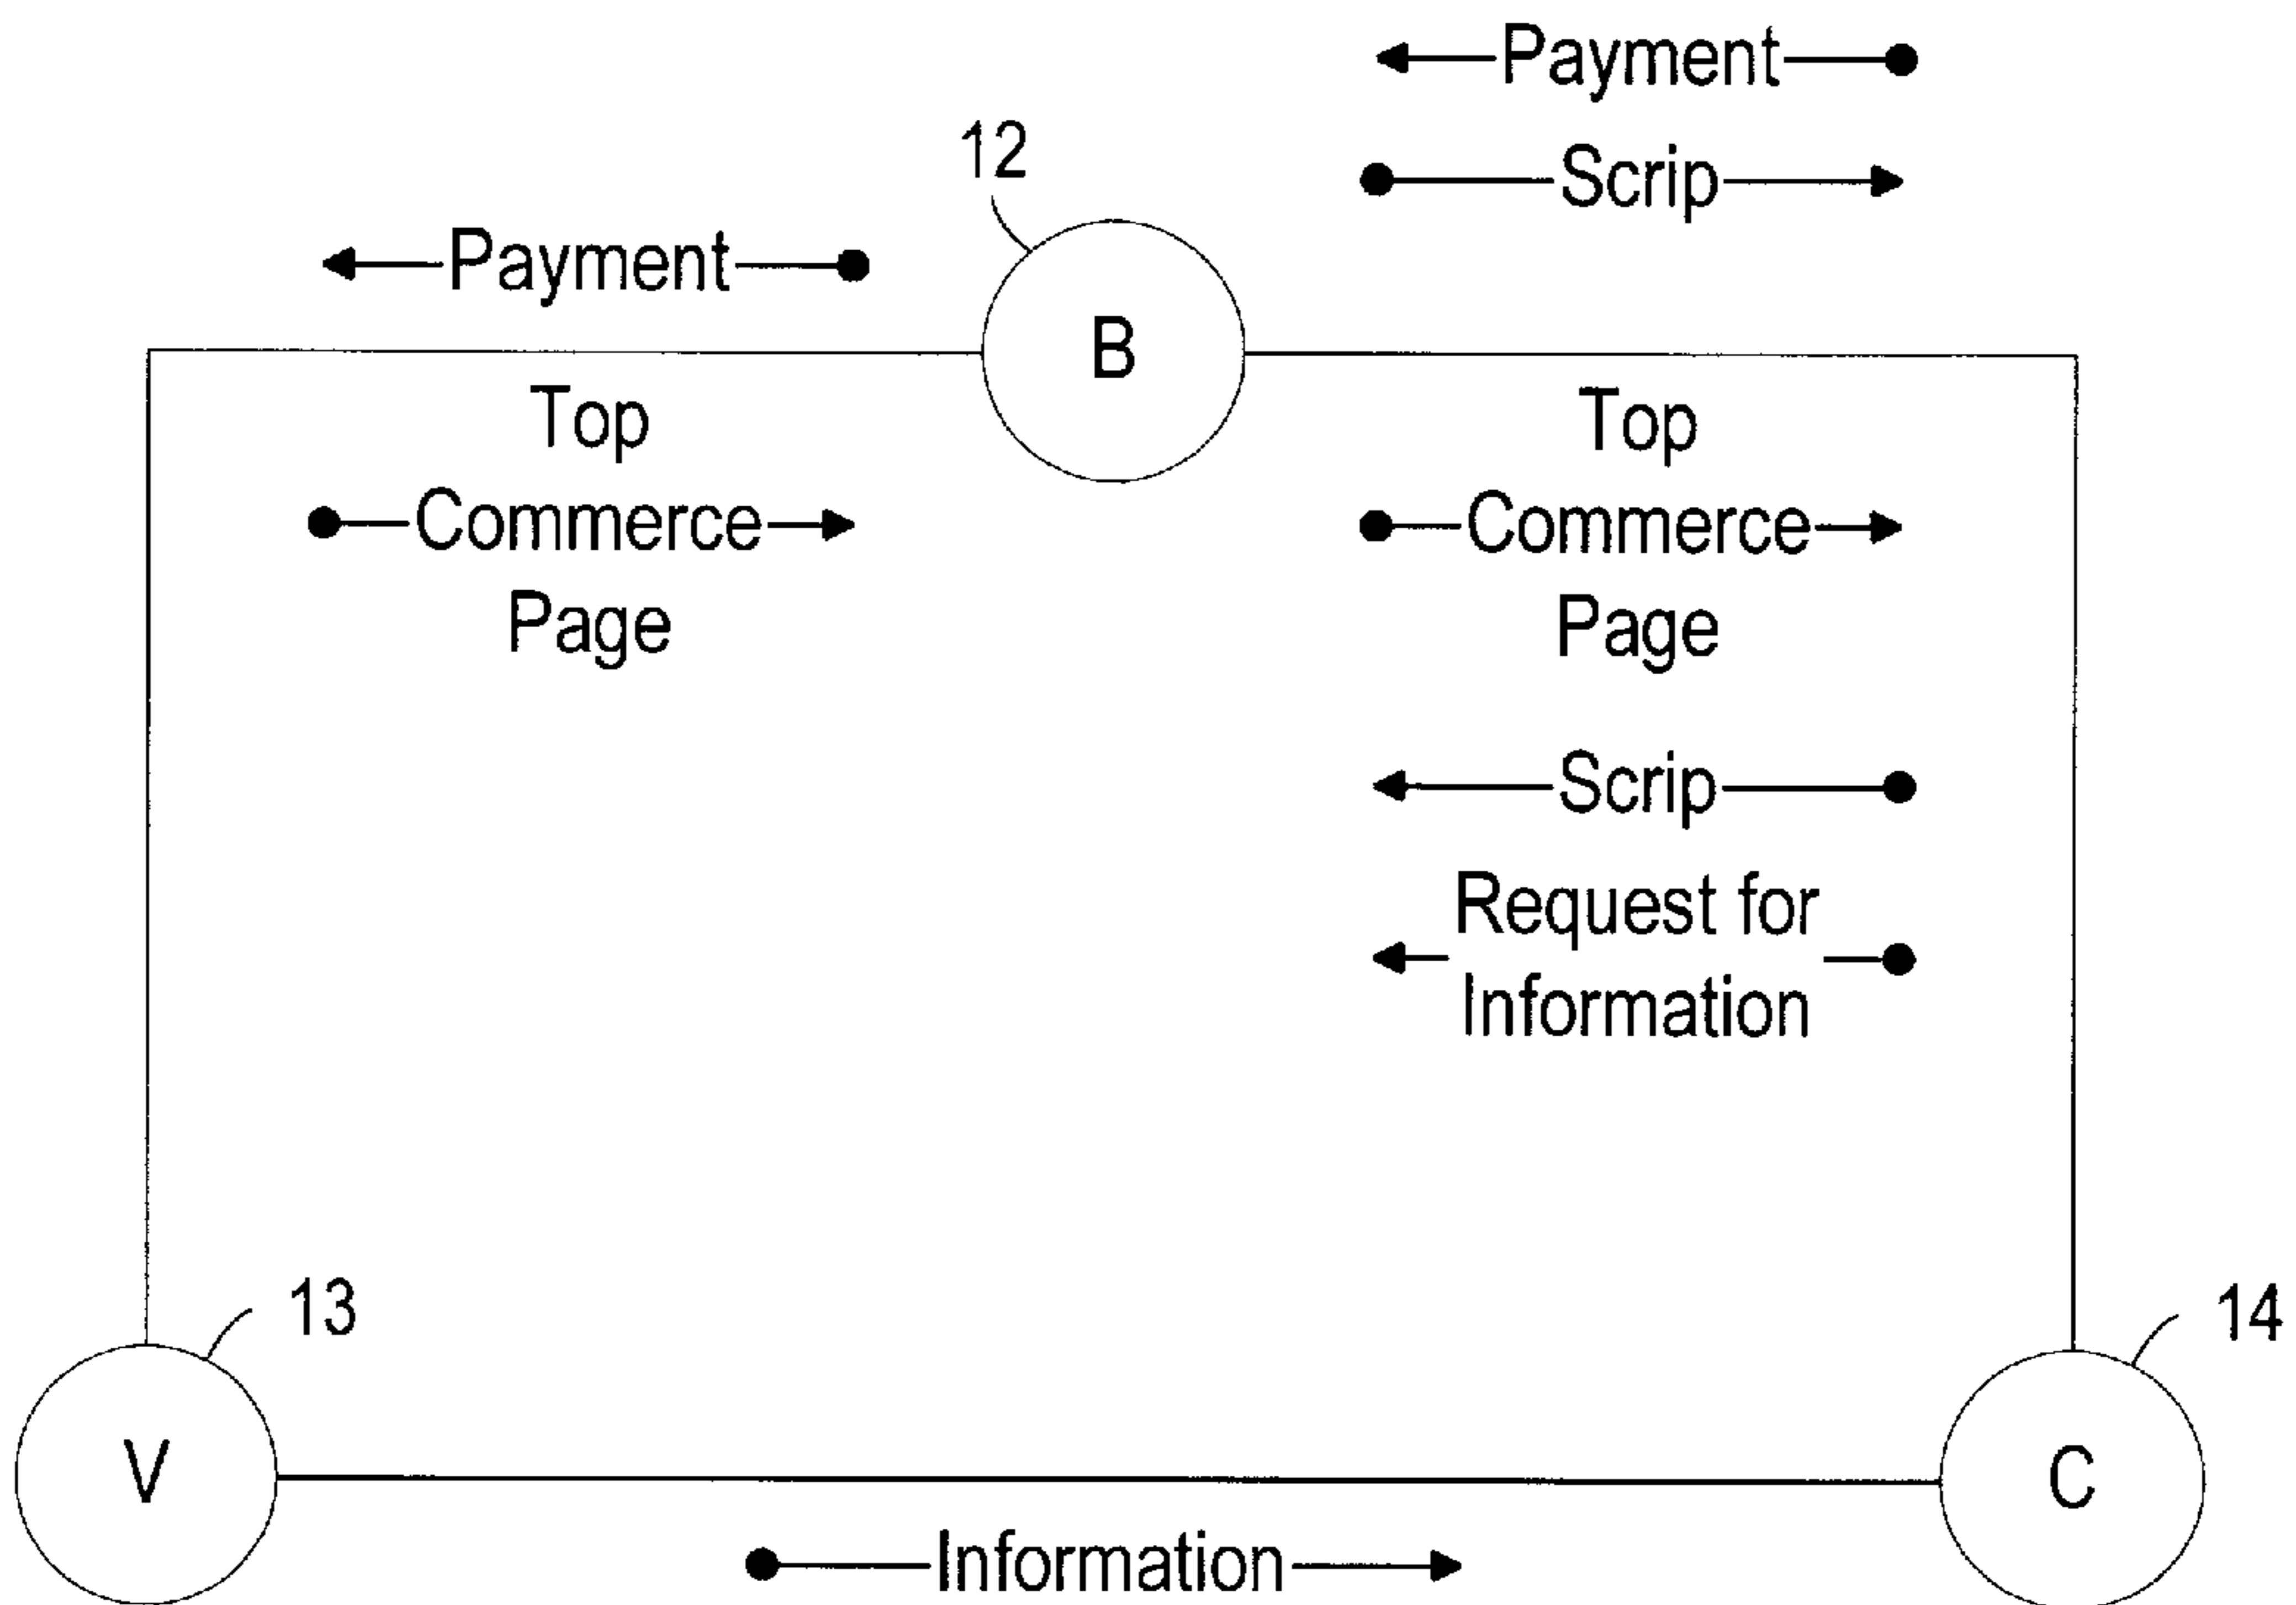 Payment
12
Scrip
Payment
B
Top
Commerce
Page
Top
Commerce
Page
Scrip
Request for
Information
13
14
V
C
Information